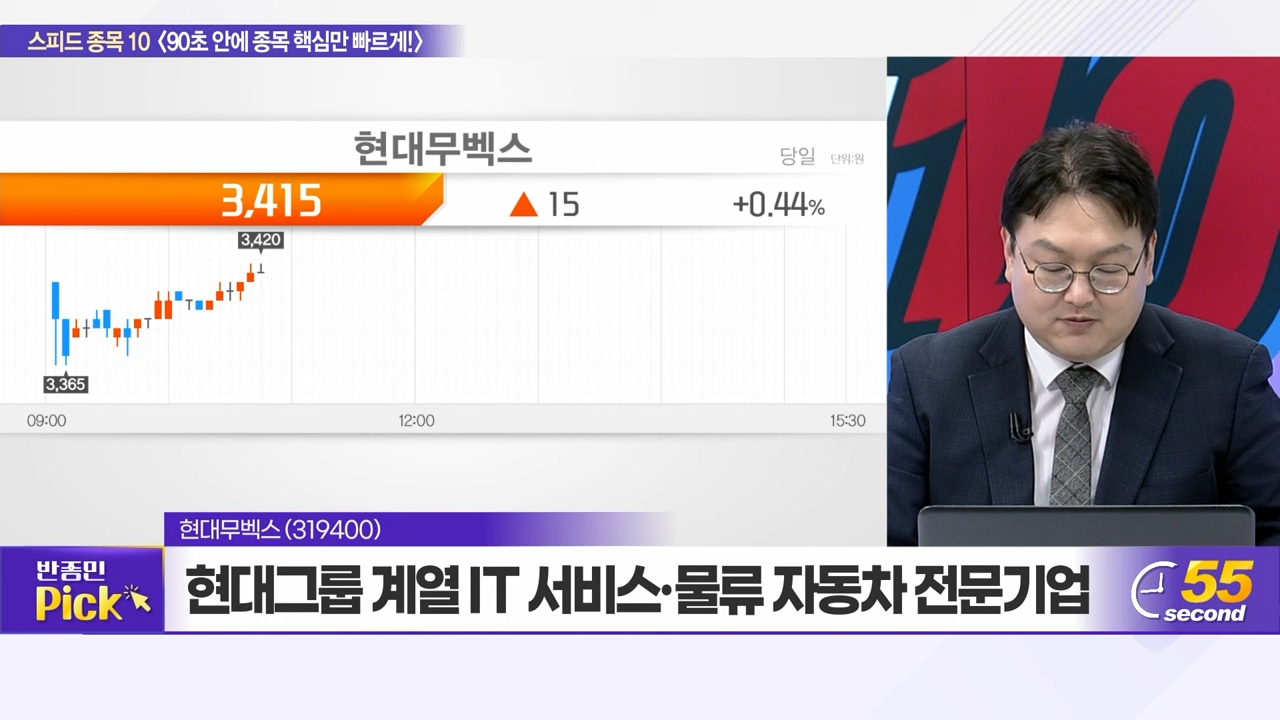 스피드 종목 10 〈90초 안에 종목 핵심만 빠르게!〉
현대무벡스
당일 단위:원
3,415 ▲ 15 +0.44%
3,420
3,365
09:00 12:00 15:30
10
현대무벡스 (319400)
반종민
Pick
현대그룹 계열 IT 서비스·물류 자동차 전문기업
55
second